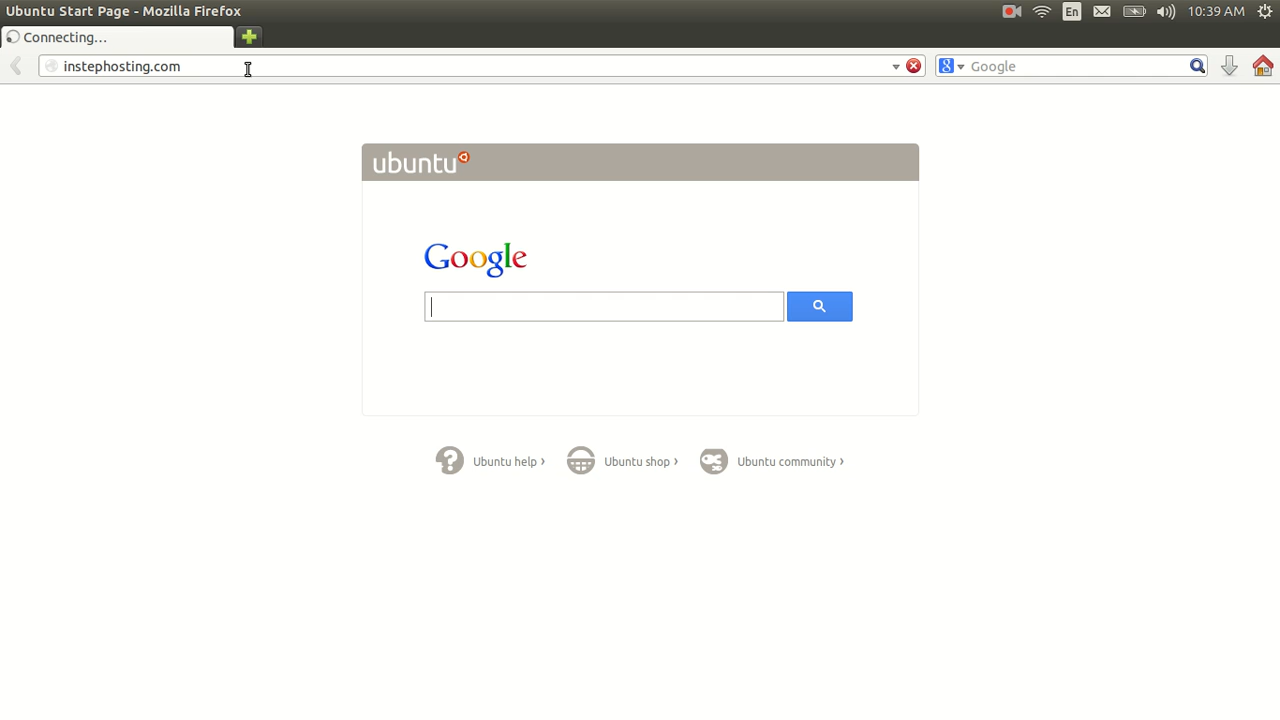 Ubuntu Start Page - Mozilla Firefox
En
10:39 AM
Connecting...
instephosting.com
8
Google
ubuntu
Google
Ubuntu help ›
Ubuntu shop ›
Ubuntu community ›